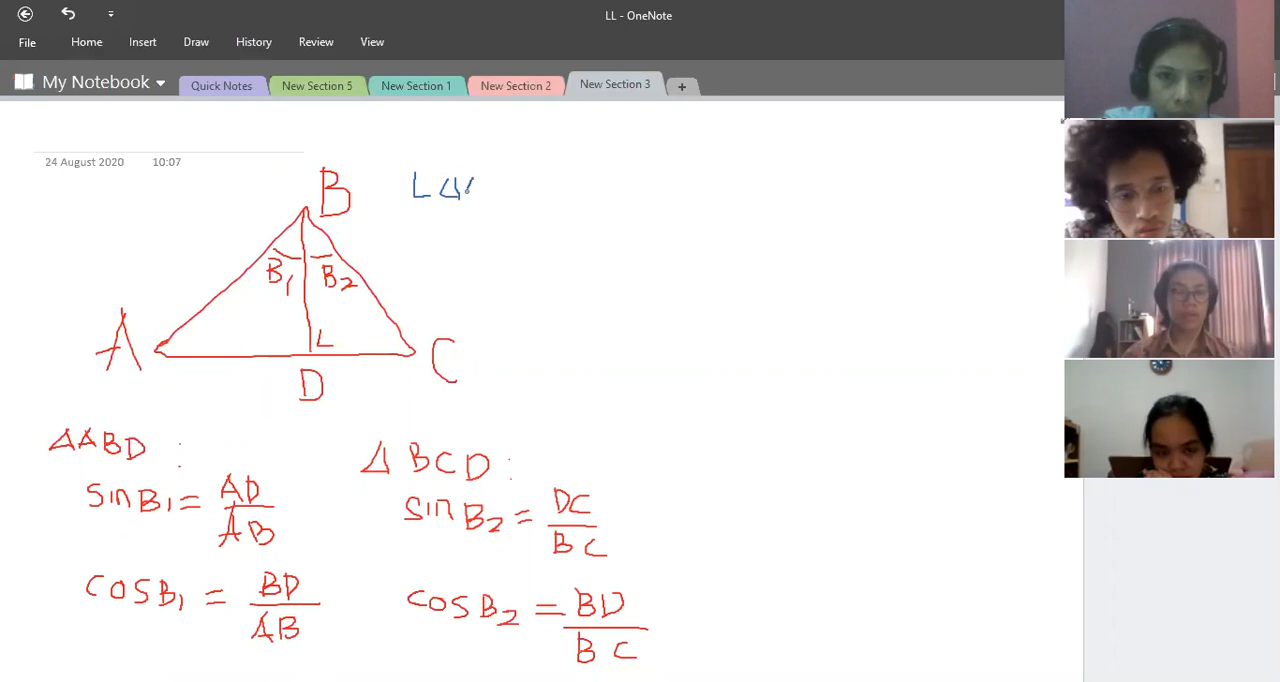 LL - OneNote
File Home Insert Draw History Review View
My Notebook Quick Notes New Section 5 New Section 1 New Section 2 New Section 3 +
24 August 2020 10:07
B
L Δ
B1 B2
A C
D
ΔABD :
Δ BCD :
sin B1 = AD/AB
sin B2 = DC/BC
cos B1 = BD/AB
cos B2 = BD/BC